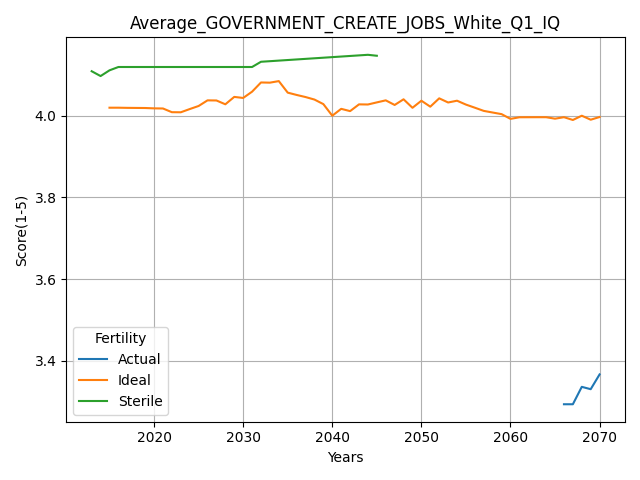 Average_GOVERNMENT_CREATE_JOBS_White_Q1_IQ
Score(1-5)
4.0
3.8
3.6
3.4
Fertility
Actual
Ideal
Sterile
2020 2030 2040 2050 2060 2070
Years